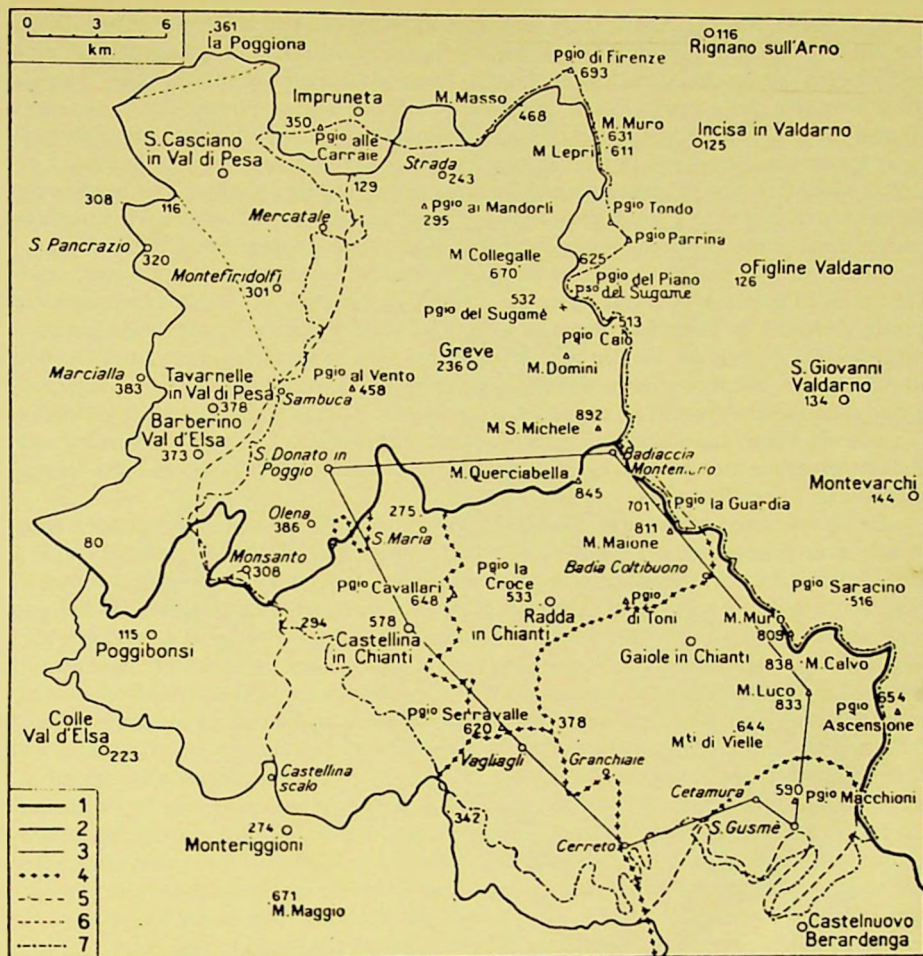 0 3 6
km.
.361
la Poggiona
116
Rignano sull'Arno
Pgio di Firenze
693
Impruneta
M. Masso
468
350
Pgio alle
Carraie
M. Muro
631
611
M Lepri
Incisa in Valdarno
125
S. Casciano
in Val di Pesa
Strada
243
129
308
116
Mercatale
Pgio ai Mandorli
295
Pgio Tondo
Pgio Parrina
S. Pancrazio
320
M Collegalle
670
625
Pgio del Piano
Pso del Sugame
Figline Valdarno
126
Montefiridolfi
301
532
Pgio del Sugame
513
Pgio Caio
M. Domini
Greve
236
Marcialla
383
Tavarnelle
in Val di Pesa
378
Sambuca
Pgio al Vento
458
S. Giovanni
Valdarno
134
Barberino
Val d'Elsa
373
892
M S. Michele
S. Donato in
Poggio
Badiaccia
Montemuro
M. Querciabella
845
Montevarchi
144
701
Pgio la Guardia
811
M. Maione
Olena
386
275
S. Maria
80
Monsanto
308
Badia Coltibuono
Pgio Cavallari
648
Pgio la
Croce
533
Radda
in Chianti
Pgio
di Toni
Pgio Saracino
516
M. Muro
809
294
578
Castellina
in Chianti
115
Poggibonsi
Gaiole in Chianti
838
M. Calvo
M. Luco
833
654
Pgio
Ascensione
Pgio Serravalle
620
378
644
Mti di Vielle
Colle
Val d'Elsa
223
Vagliagli
Granchiaie
Castellina
scalo
Cetamura
590
Pgio Macchioni
342
274
Monteriggioni
Cerreto
S. Gusmè
671
M. Maggio
Castelnuovo
Berardenga
1
2
3
4
5
6
7